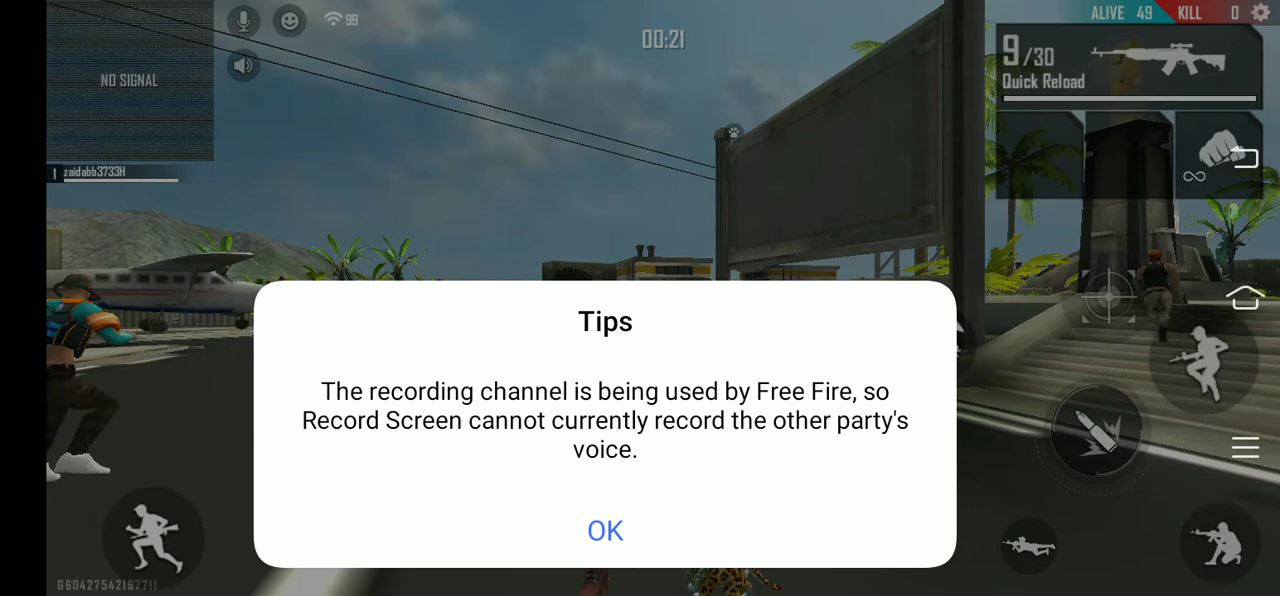 99
00:21
ALIVE 49 KILL 0
NO SIGNAL
9/30
Quick Reload
1 zaidabb3733H
∞
Tips
The recording channel is being used by Free Fire, so
Record Screen cannot currently record the other party's
voice.
OK